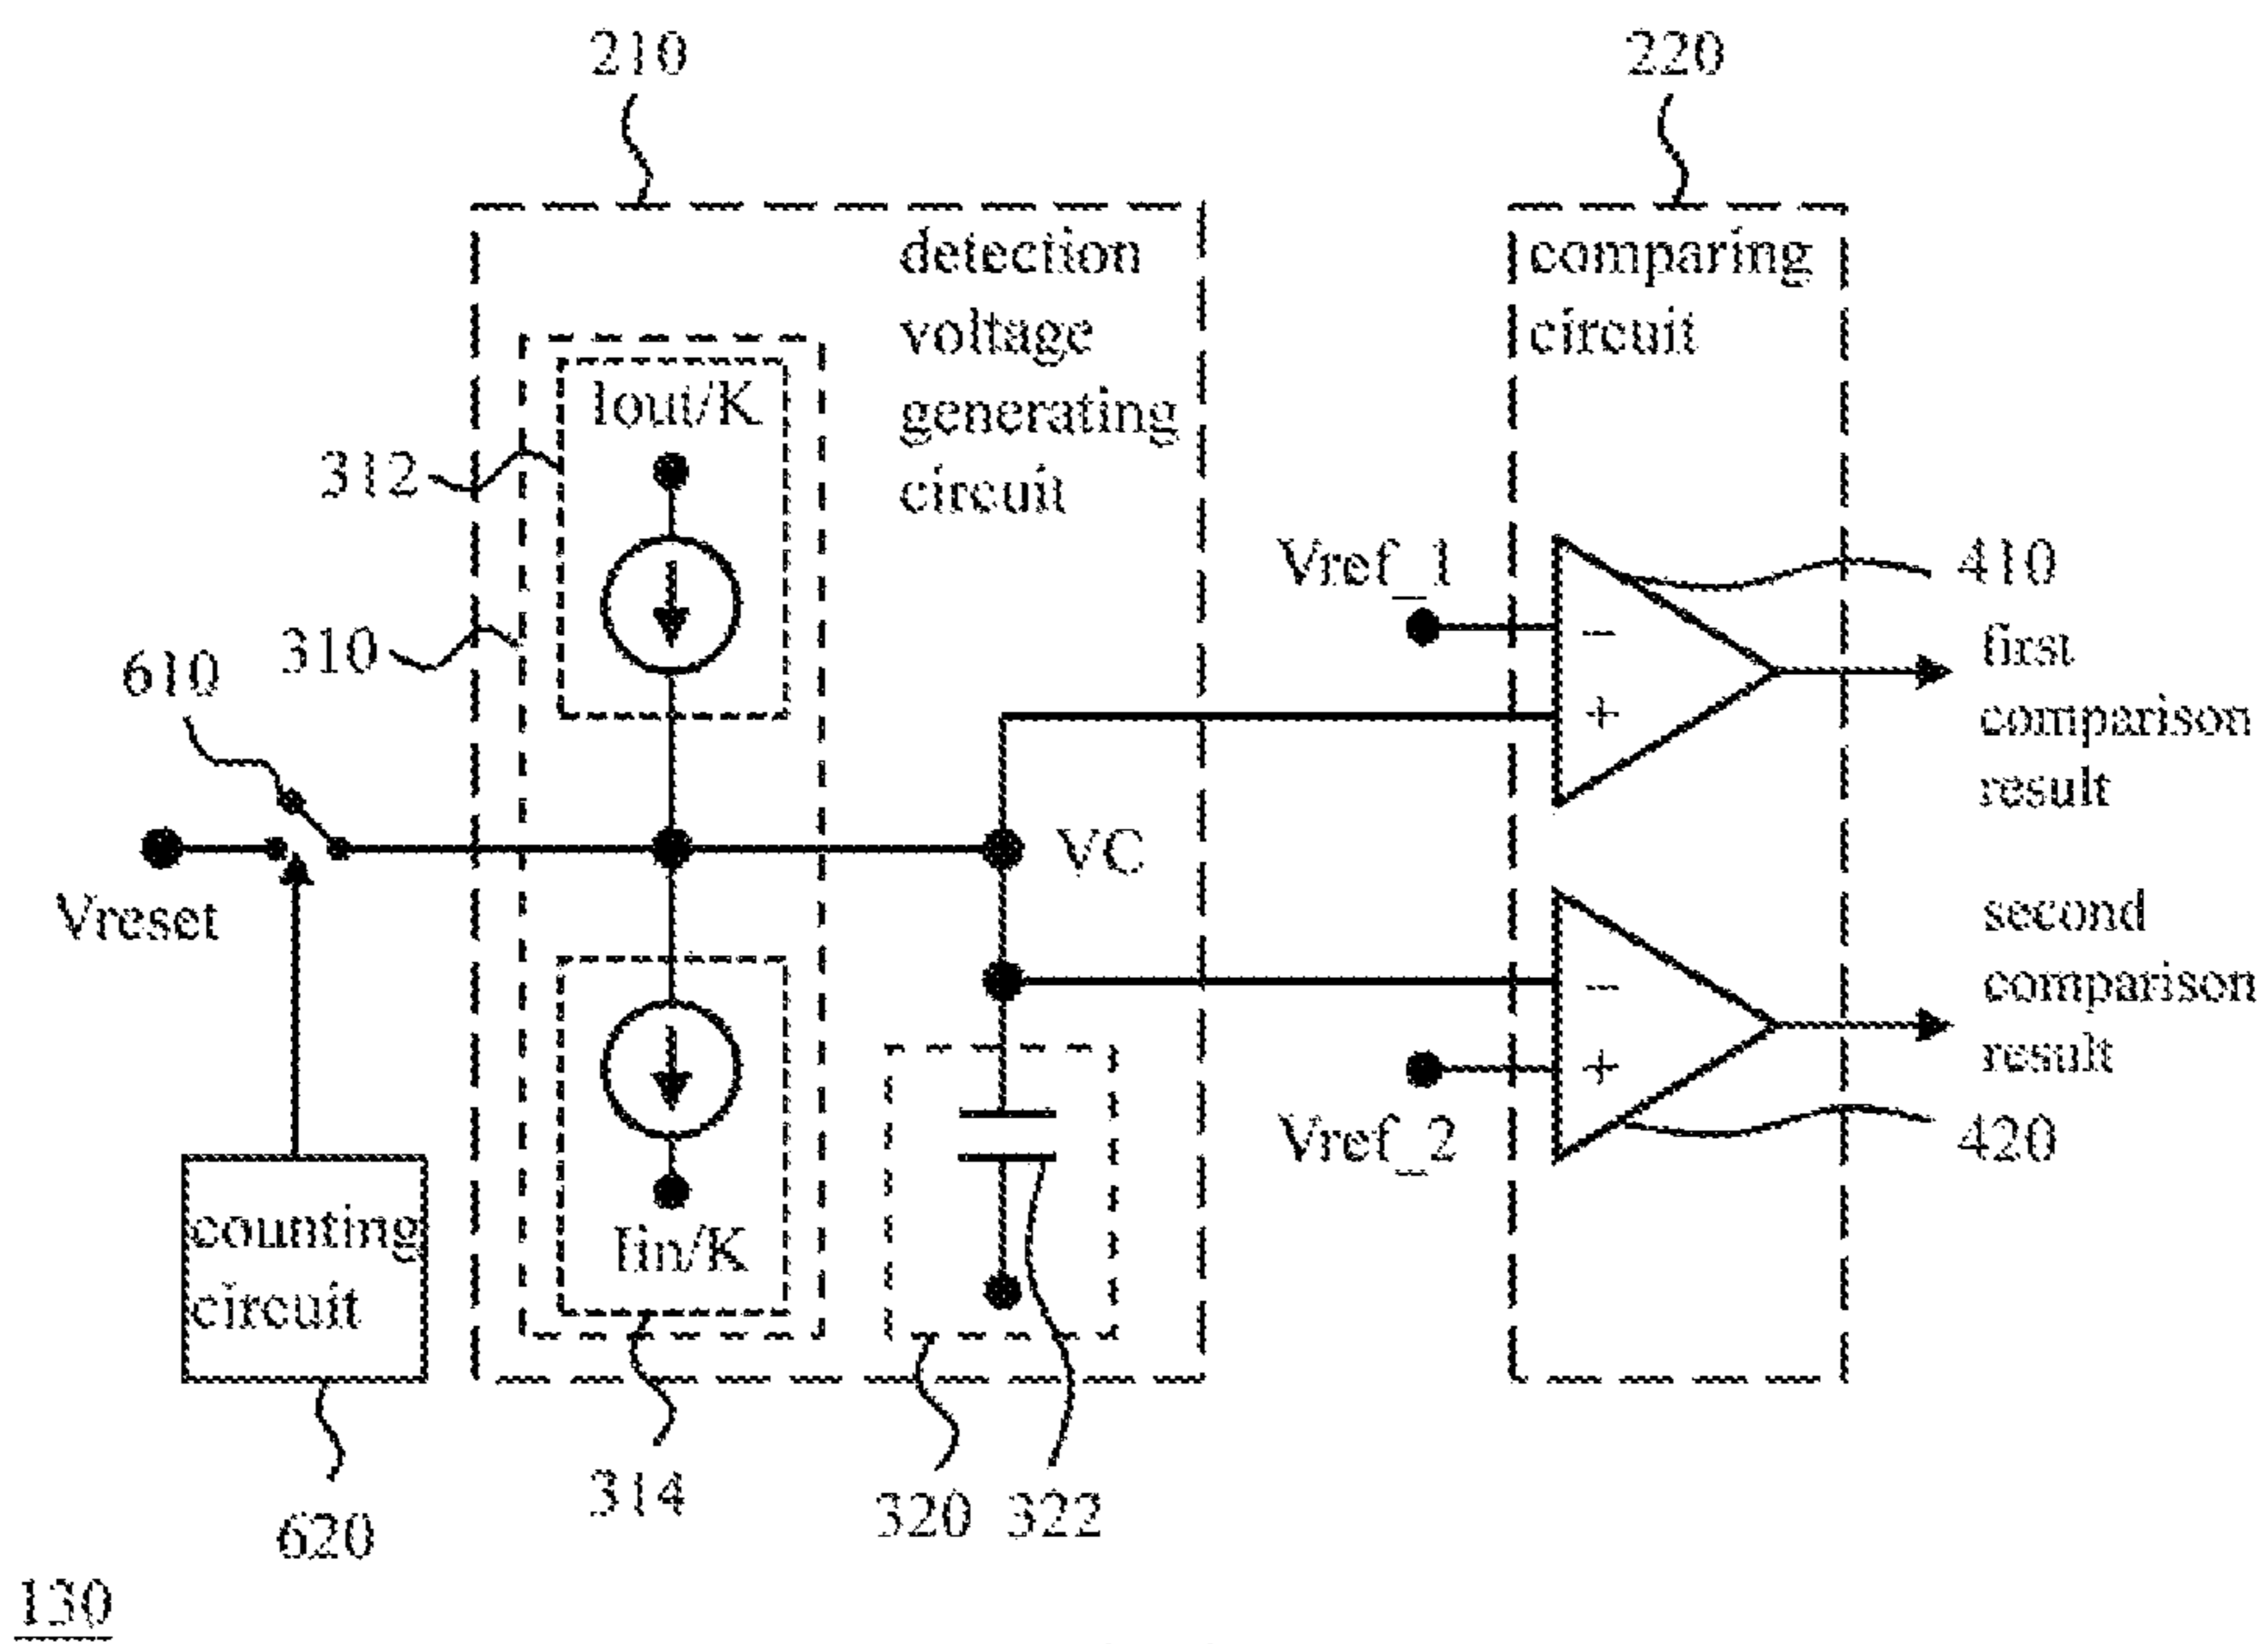 210
220
detection
voltage
generating
circuit
comparing
circuit
Iout/K
312
Vref_1
410
first
comparison
result
310
610
VC
Vreset
second
comparison
result
Vref_2
420
counting
circuit
Iin/K
314
320
322
620
130